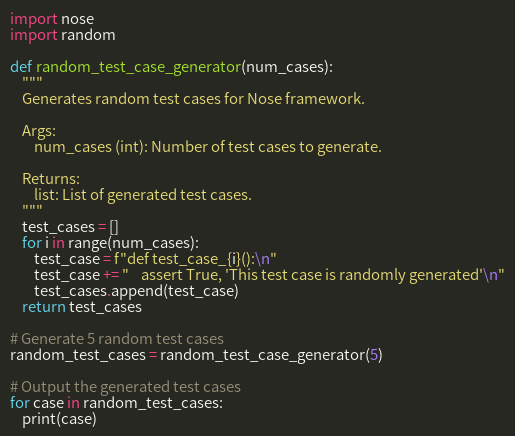 import nose
import random

def random_test_case_generator(num_cases):
    """
    Generates random test cases for Nose framework.

    Args:
        num_cases (int): Number of test cases to generate.

    Returns:
        list: List of generated test cases.
    """
    test_cases = []
    for i in range(num_cases):
        test_case = f"def test_case_{i}():\n"
        test_case += "    assert True, 'This test case is randomly generated'\n"
        test_cases.append(test_case)
    return test_cases

# Generate 5 random test cases
random_test_cases = random_test_case_generator(5)

# Output the generated test cases
for case in random_test_cases:
    print(case)